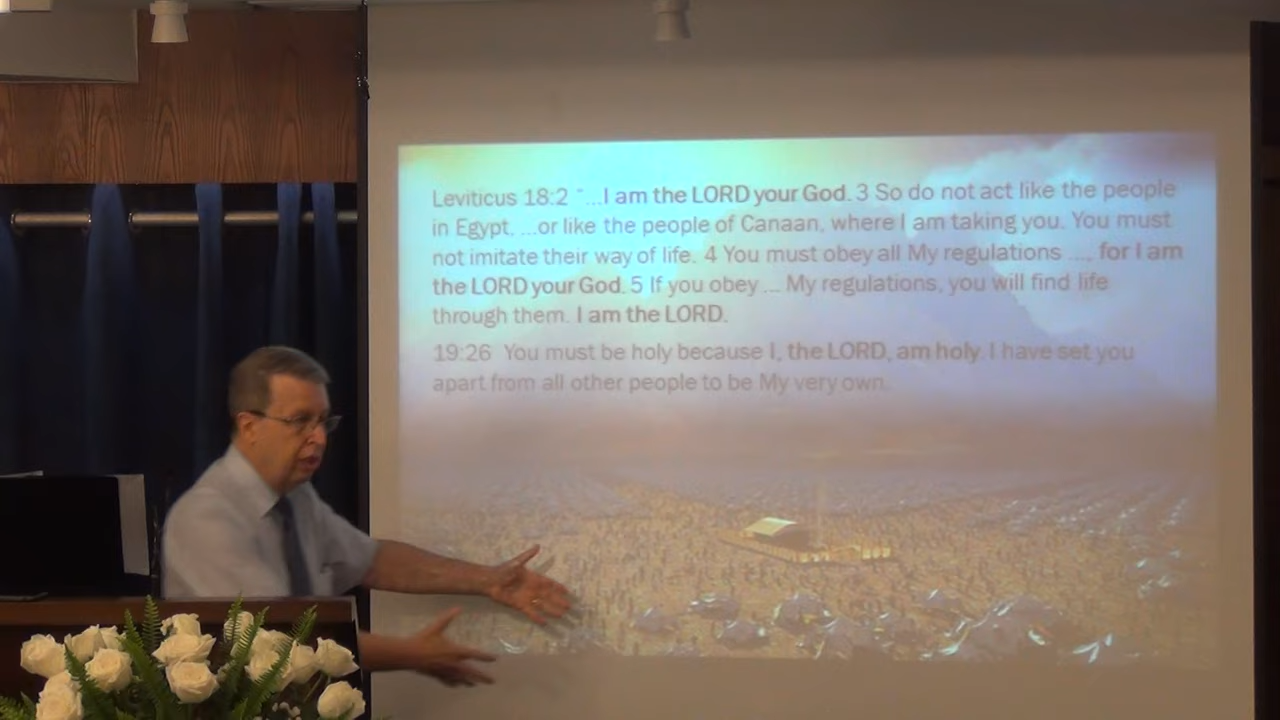 Leviticus 18:2 "...I am the LORD your God. 3 So do not act like the people
in Egypt, ...or like the people of Canaan, where I am taking you. You must
not imitate their way of life. 4 You must obey all My regulations ..., for I am
the LORD your God. 5 If you obey ... My regulations, you will find life
through them. I am the LORD.
19:26 You must be holy because I, the LORD, am holy. I have set you
apart from all other people to be My very own.